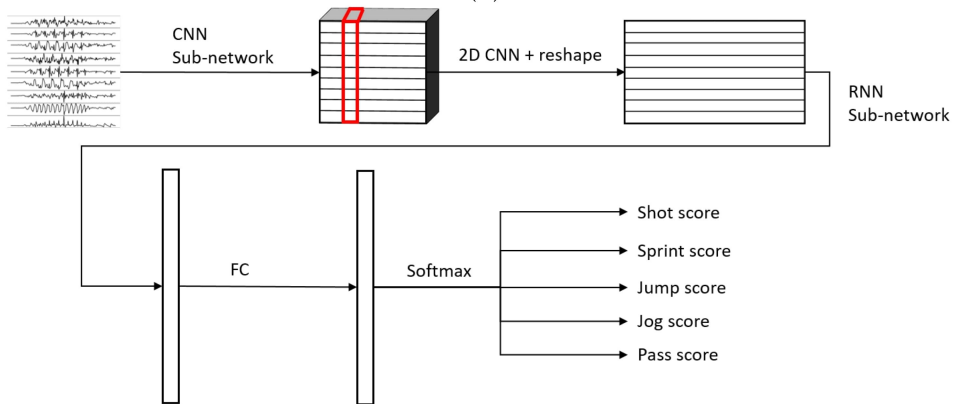 CNN
Sub-network
2D CNN + reshape
RNN
Sub-network
FC
Softmax
Shot score
Sprint score
Jump score
Jog score
Pass score